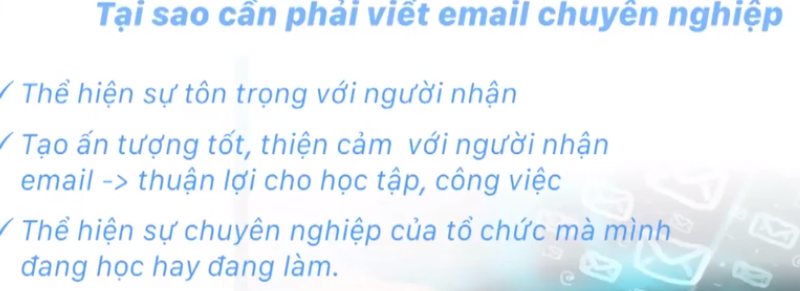 Tại sao cần phải viết email chuyên nghiệp
✓ Thể hiện sự tôn trọng với người nhận
✓ Tạo ấn tượng tốt, thiện cảm với người nhận
email -> thuận lợi cho học tập, công việc
✓ Thể hiện sự chuyên nghiệp của tổ chức mà mình
đang học hay đang làm.